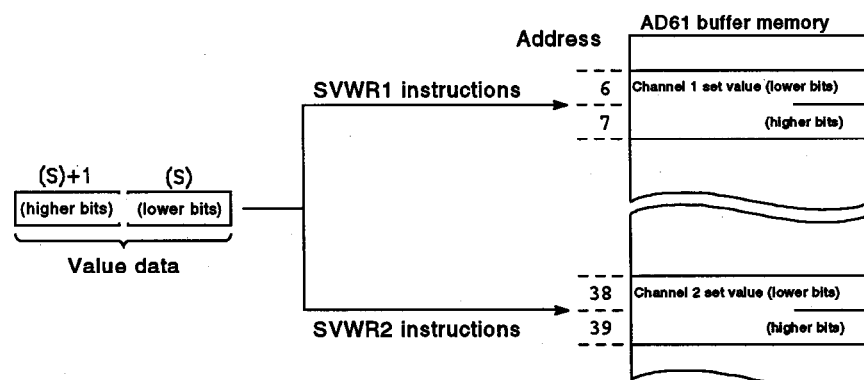 AD61 buffer memory
Address
SVWR1 instructions
6
Channel 1 set value (lower bits)
7
(higher bits)
(S)+1
(S)
(higher bits)
(lower bits)
Value data
38
Channel 2 set value (lower bits)
SVWR2 instructions
39
(higher bits)